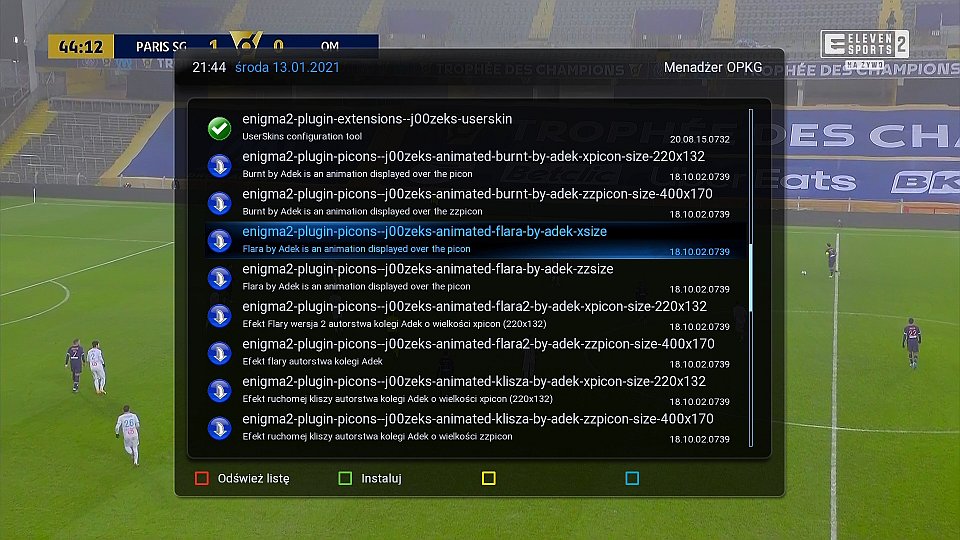 44:12 PARIS SG 1 0 OM
ELEVEN
SPORTS 2
NA ŻYWO
21:44 środa 13.01.2021 Menadżer OPKG
TROPHÉE DES CHAMPIONS
TROPHÉE DES CHAMPIONS
enigma2-plugin-extensions--j00zeks-userskin
UserSkins configuration tool 20.08.15.0732
enigma2-plugin-picons--j00zeks-animated-burnt-by-adek-xpicon-size-220x132
Burnt by Adek is an animation displayed over the picon 18.10.02.0739
enigma2-plugin-picons--j00zeks-animated-burnt-by-adek-zzpicon-size-400x170
Burnt by Adek is an animation displayed over the zzpicon 18.10.02.0739
enigma2-plugin-picons--j00zeks-animated-flara-by-adek-xsize
Flara by Adek is an animation displayed over the picon 18.10.02.0739
enigma2-plugin-picons--j00zeks-animated-flara-by-adek-zzsize
Flara by Adek is an animation displayed over the picon 18.10.02.0739
enigma2-plugin-picons--j00zeks-animated-flara2-by-adek-xpicon-size-220x132
Efekt Flary wersja 2 autorstwa kolegi Adek o wielkości xpicon (220x132) 18.10.02.0739
enigma2-plugin-picons--j00zeks-animated-flara2-by-adek-zzpicon-size-400x170
Efekt flary autorstwa kolegi Adek 18.10.02.0739
enigma2-plugin-picons--j00zeks-animated-klisza-by-adek-xpicon-size-220x132
Efekt ruchomej kliszy autorstwa kolegi Adek o wielkości xpicon (220x132) 18.10.02.0739
enigma2-plugin-picons--j00zeks-animated-klisza-by-adek-zzpicon-size-400x170
Efekt ruchomej kliszy autorstwa kolegi Adek o wielkości zzpicon 18.10.02.0739
Odśwież listę Instaluj